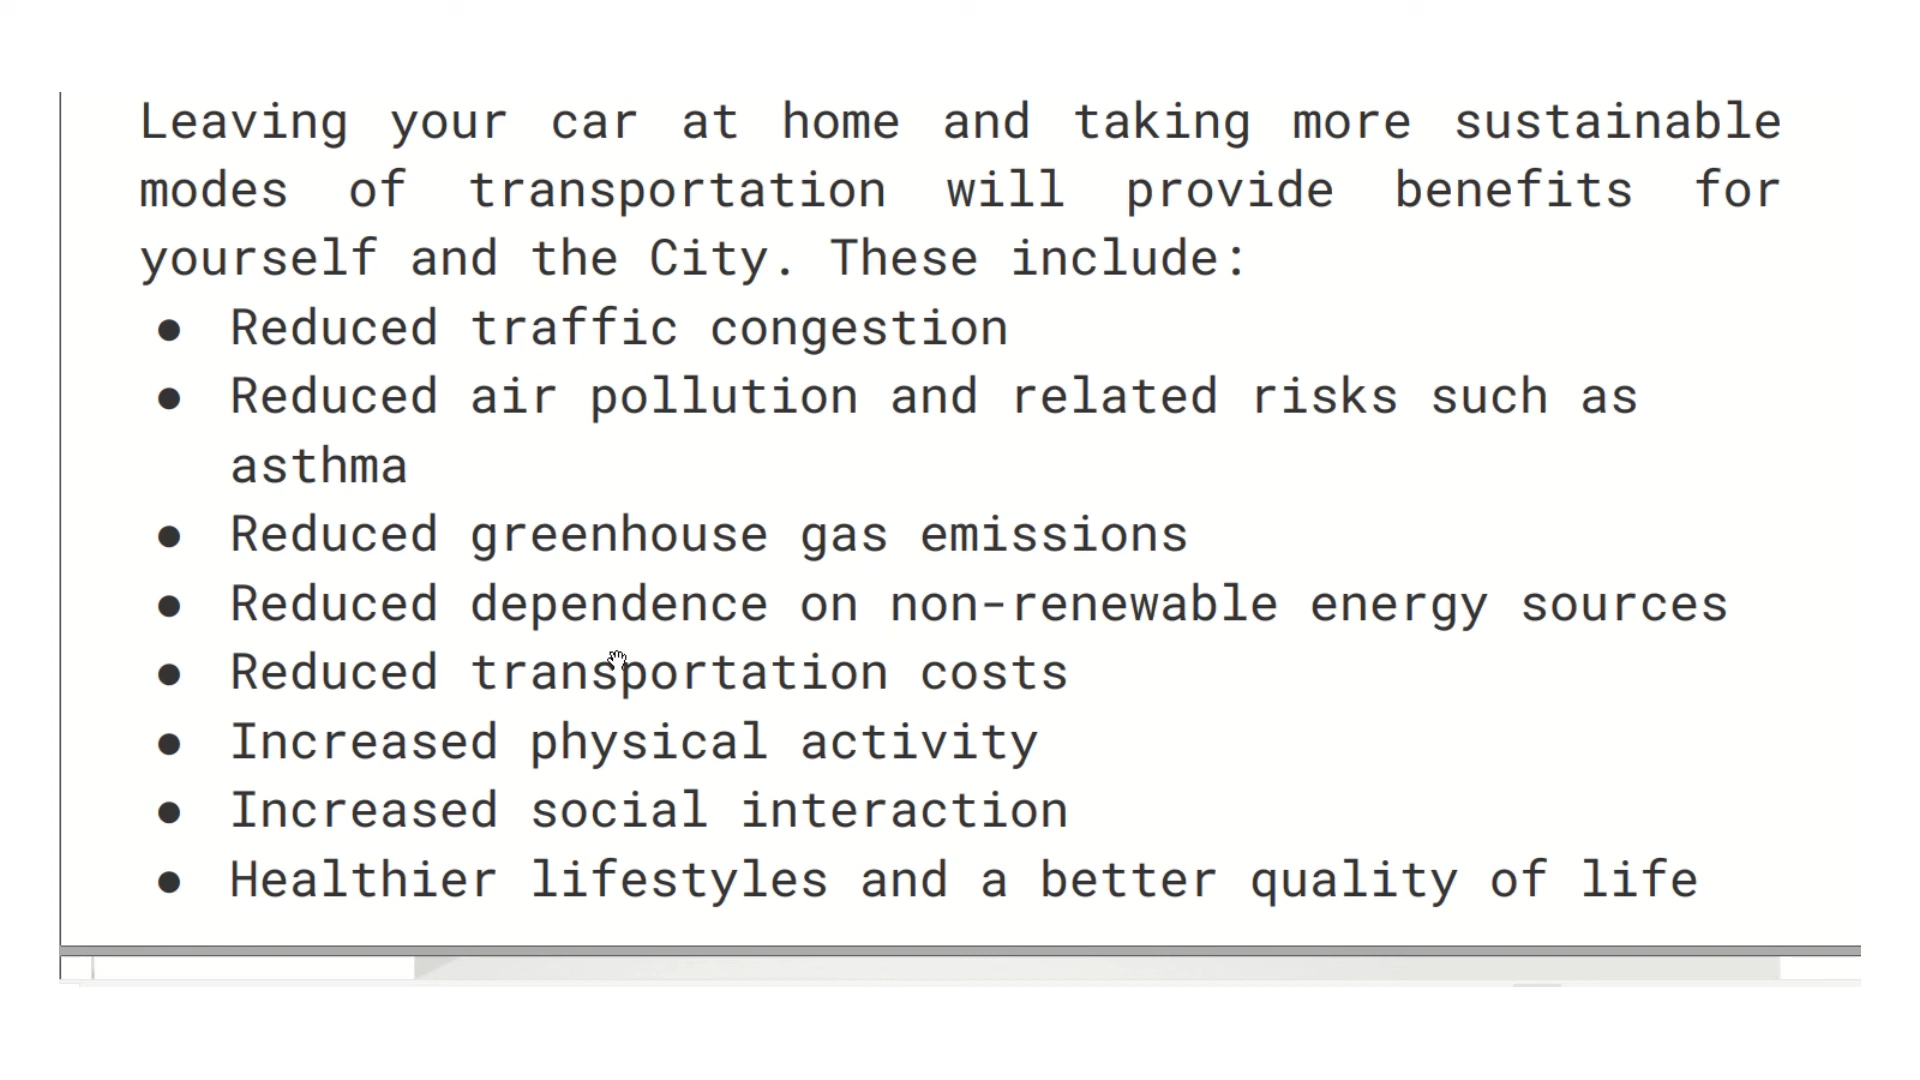 Leaving your car at home and taking more sustainable
modes of transportation will provide benefits for
yourself and the City. These include:
● Reduced traffic congestion
● Reduced air pollution and related risks such as
asthma
● Reduced greenhouse gas emissions
● Reduced dependence on non-renewable energy sources
● Reduced transportation costs
● Increased physical activity
● Increased social interaction
● Healthier lifestyles and a better quality of life